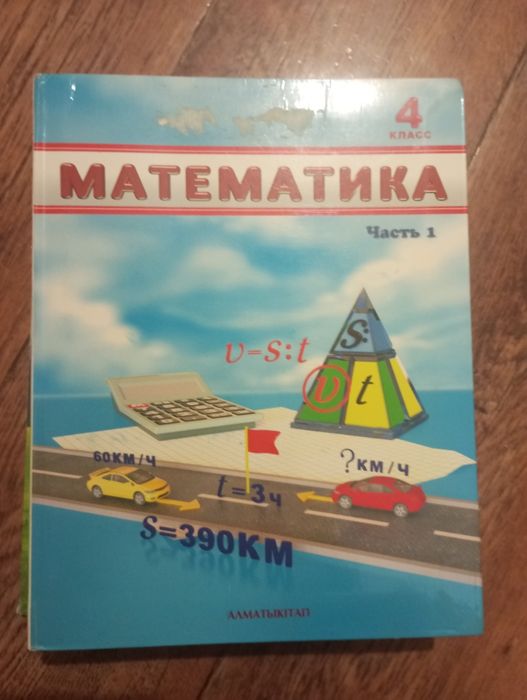 4
КЛАСС
МАТЕМАТИКА
Часть 1
v=s:t
s:
v t
60КМ/Ч
?КМ/Ч
t=3ч
S=390КМ
АЛМАТЫКІТАП